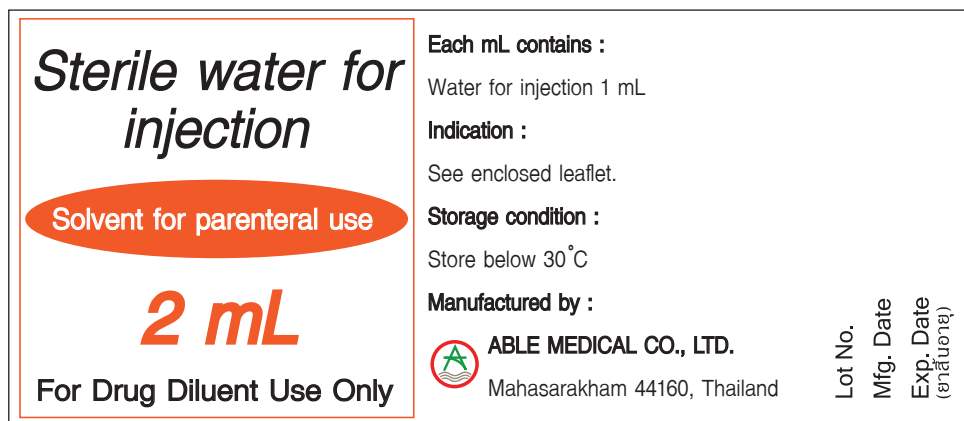 Sterile water for
injection
Solvent for parenteral use
2 mL
For Drug Diluent Use Only
Each mL contains :
Water for injection 1 mL
Indication :
See enclosed leaflet.
Storage condition :
Store below 30°C
Manufactured by :
ABLE MEDICAL CO., LTD.
Mahasarakham 44160, Thailand
Lot No.
Mfg. Date
Exp. Date
(ยาสิ้นอายุ)